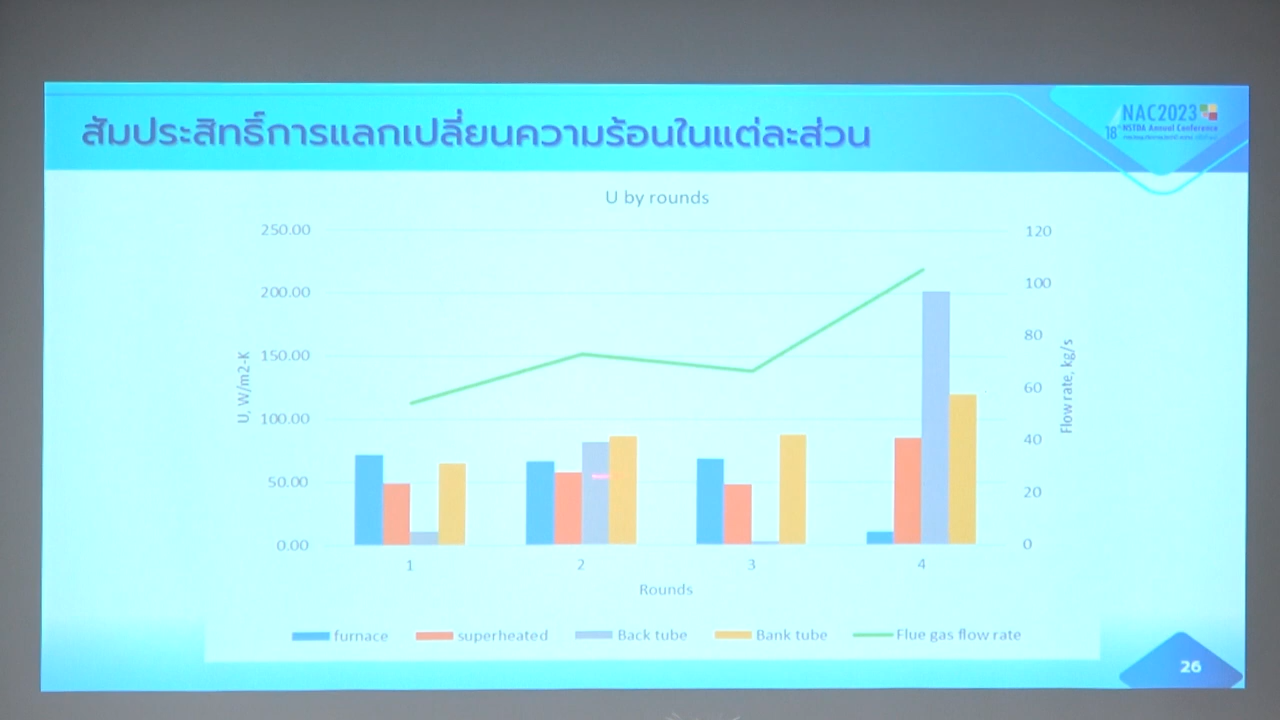 สัมประสิทธิ์การแลกเปลี่ยนความร้อนในแต่ละส่วน
NAC2023
18th NSTDA Annual Conference
U by rounds
250.00
200.00
150.00
100.00
50.00
0.00
U, W/m2-K
120
100
80
60
40
20
0
Flow rate, kg/s
1 2 3 4
Rounds
furnace superheated Back tube Bank tube Flue gas flow rate
26